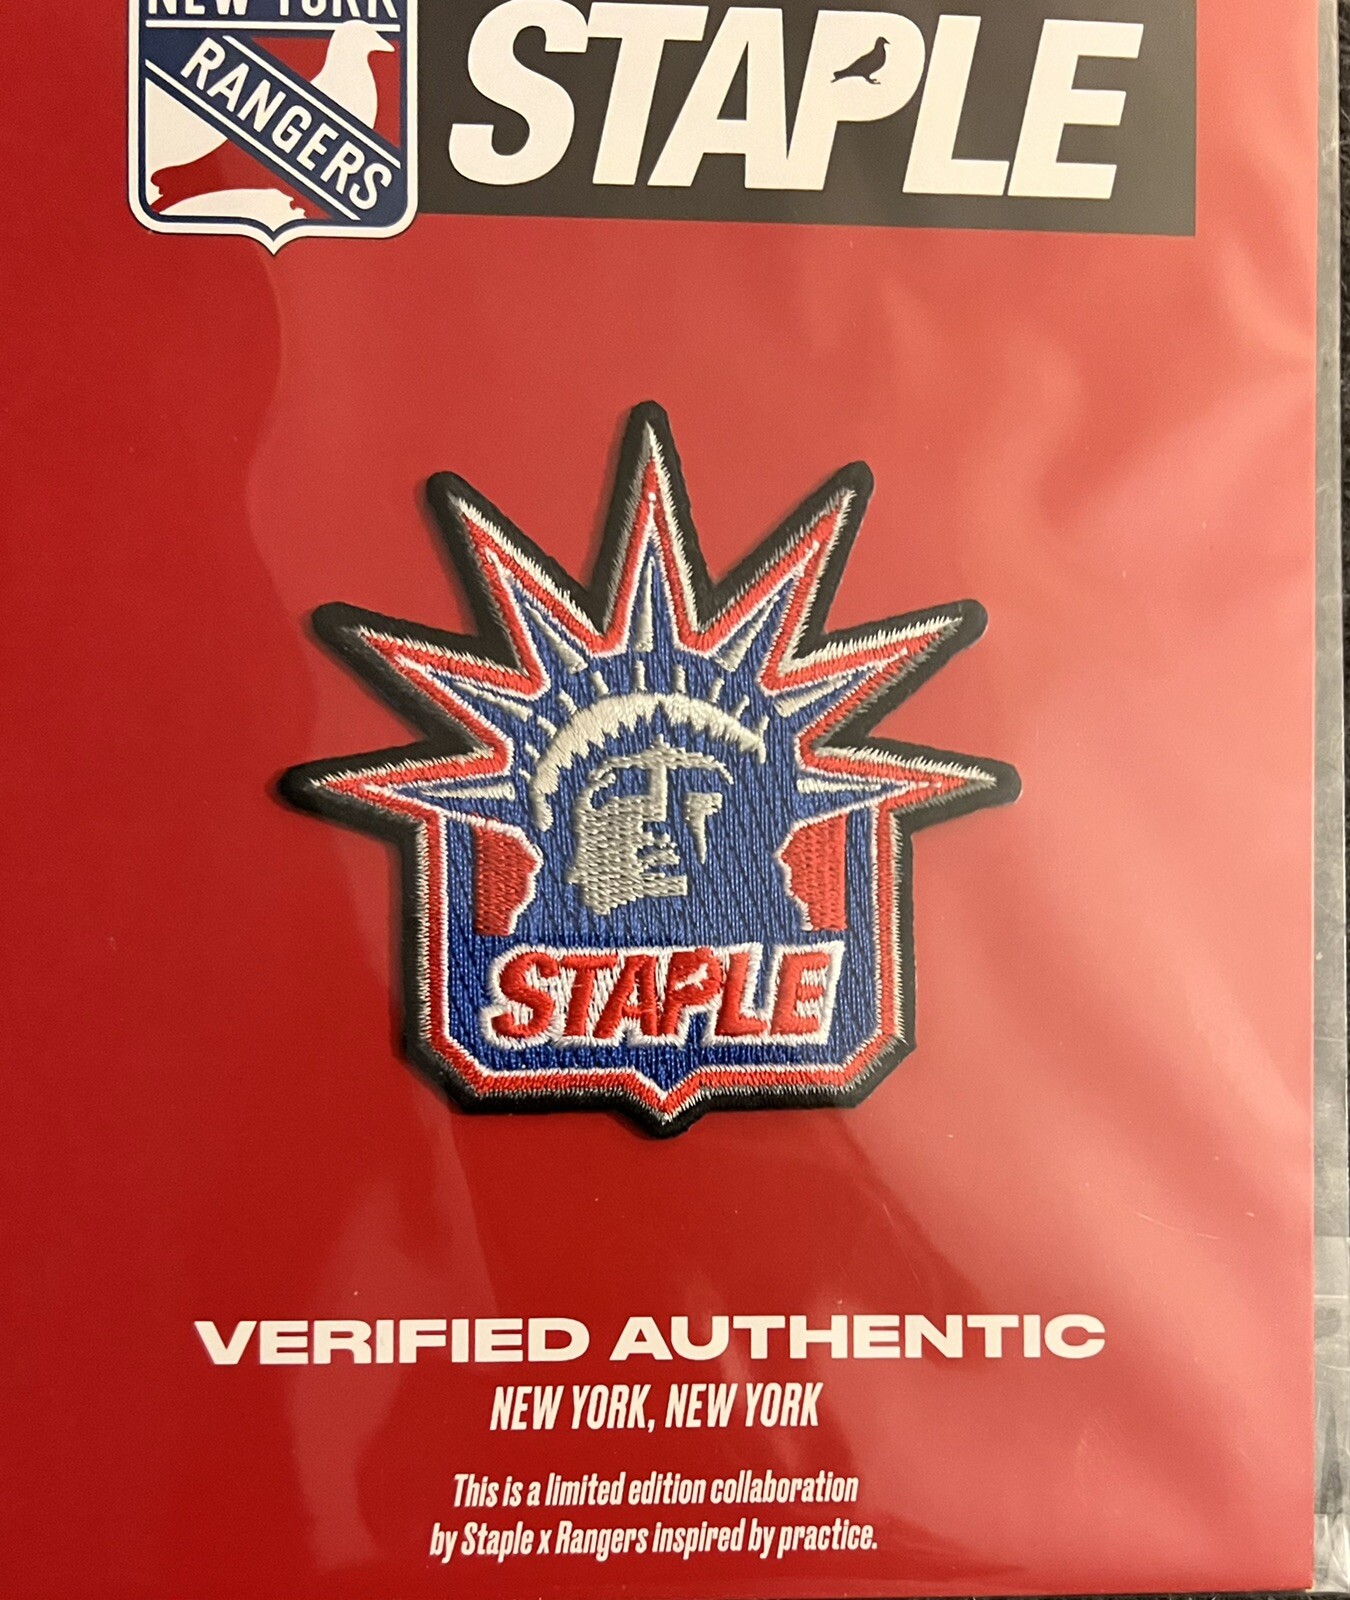 NEW YORK
RANGERS
STAPLE
STAPLE
VERIFIED AUTHENTIC
NEW YORK, NEW YORK
This is a limited edition collaboration
by Staple x Rangers inspired by practice.